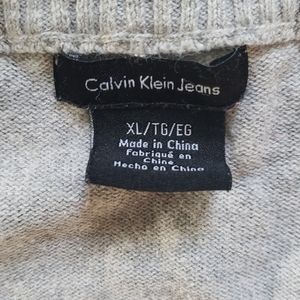 Calvin Klein Jeans
XL/TG/EG
Made in China
Fabriqué en
Chine
Hecho en China